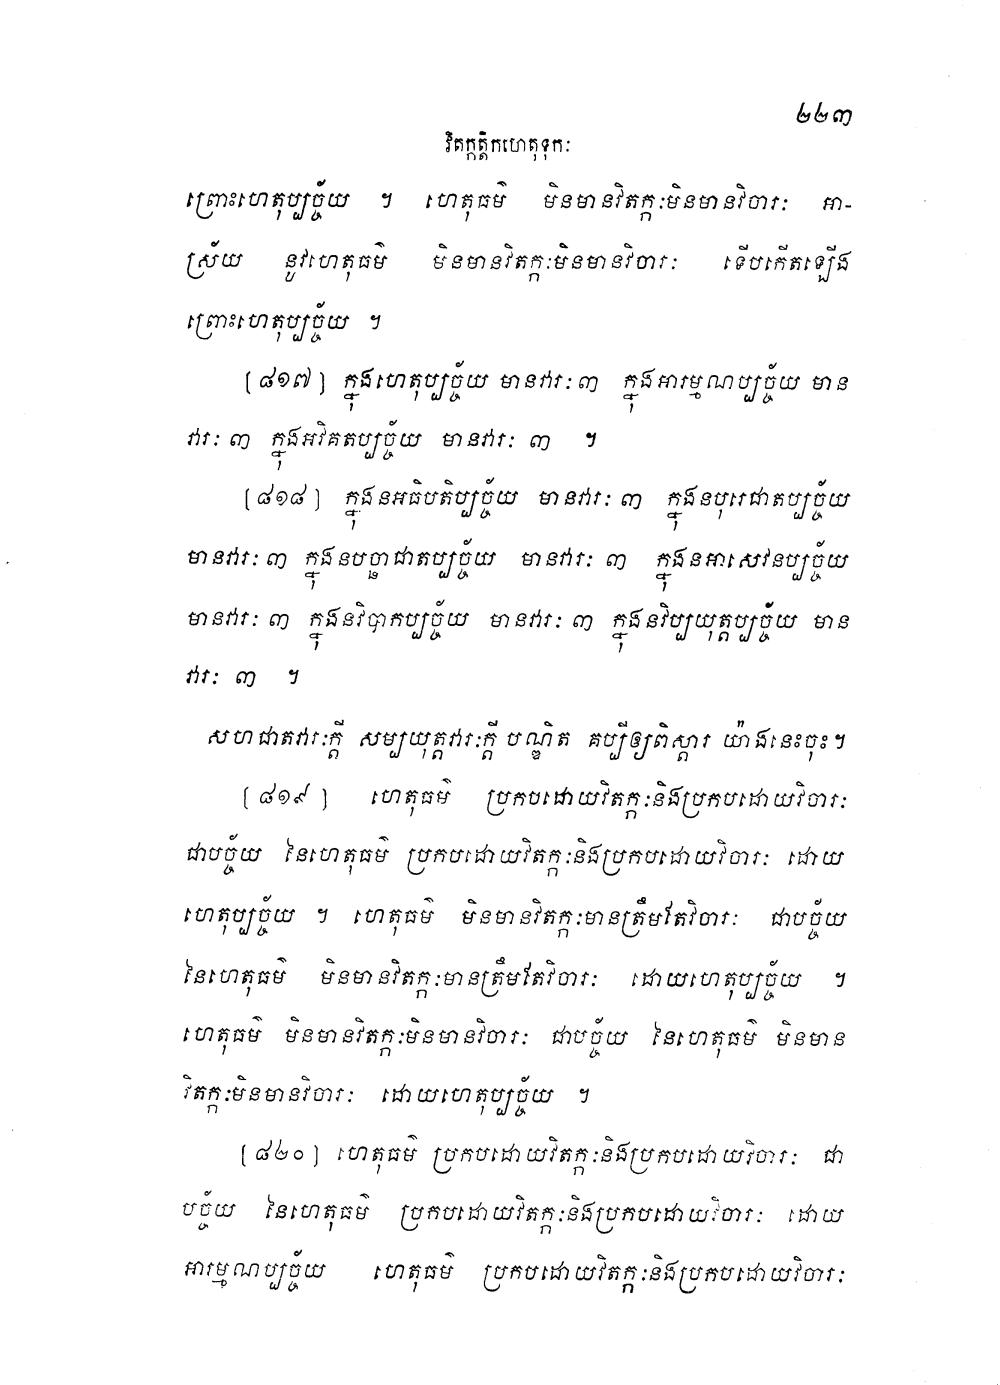 ២២៣
វិតក្កត្តិកហេតុទុកៈ
ព្រោះហេតុប្បច្ច័យ ។ ហេតុធម៌ មិនមានវិតក្កៈមិនមានវិចារៈ អា-
ស្រ័យ នូវហេតុធម៌ មិនមានវិតក្កៈមិនមានវិចារៈ ទើបកើតឡើង
ព្រោះហេតុប្បច្ច័យ ។
[៨១៧] ក្នុងហេតុប្បច្ច័យ មានវារៈ៣ ក្នុងអារម្មណប្បច្ច័យ មាន
វារៈ ៣ ក្នុងអវិគតប្បច្ច័យ មានវារៈ ៣ ។
[៨១៨] ក្នុងនអធិបតិប្បច្ច័យ មានវារៈ ៣ ក្នុងនបុរេជាតប្បច្ច័យ
មានវារៈ ៣ ក្នុងនបច្ឆាជាតប្បច្ច័យ មានវារៈ ៣ ក្នុងនអាសេវនប្បច្ច័យ
មានវារៈ ៣ ក្នុងនវិបាកប្បច្ច័យ មានវារៈ ៣ ក្នុងនវិប្បយុត្តប្បច្ច័យ មាន
វារៈ ៣ ។
សហជាតវារៈក្តី សម្បយុត្តវារៈក្តី បណ្ឌិត គប្បីឲ្យពិស្តារ យ៉ាងនេះចុះ។
[៨១៩] ហេតុធម៌ ប្រកបដោយវិតក្កៈនិងប្រកបដោយវិចារៈ
ជាបច្ច័យ នៃហេតុធម៌ ប្រកបដោយវិតក្កៈនិងប្រកបដោយវិចារៈ ដោយ
ហេតុប្បច្ច័យ ។ ហេតុធម៌ មិនមានវិតក្កៈមានត្រឹមតែវិចារៈ ជាបច្ច័យ
នៃហេតុធម៌ មិនមានវិតក្កៈមានត្រឹមតែវិចារៈ ដោយហេតុប្បច្ច័យ ។
ហេតុធម៌ មិនមានវិតក្កៈមិនមានវិចារៈ ជាបច្ច័យ នៃហេតុធម៌ មិនមាន
វិតក្កៈមិនមានវិចារៈ ដោយហេតុប្បច្ច័យ ។
[៨២០] ហេតុធម៌ ប្រកបដោយវិតក្កៈនិងប្រកបដោយវិចារៈ ជា
បច្ច័យ នៃហេតុធម៌ ប្រកបដោយវិតក្កៈនិងប្រកបដោយវិចារៈ ដោយ
អារម្មណប្បច្ច័យ ហេតុធម៌ ប្រកបដោយវិតក្កៈនិងប្រកបដោយវិចារៈ